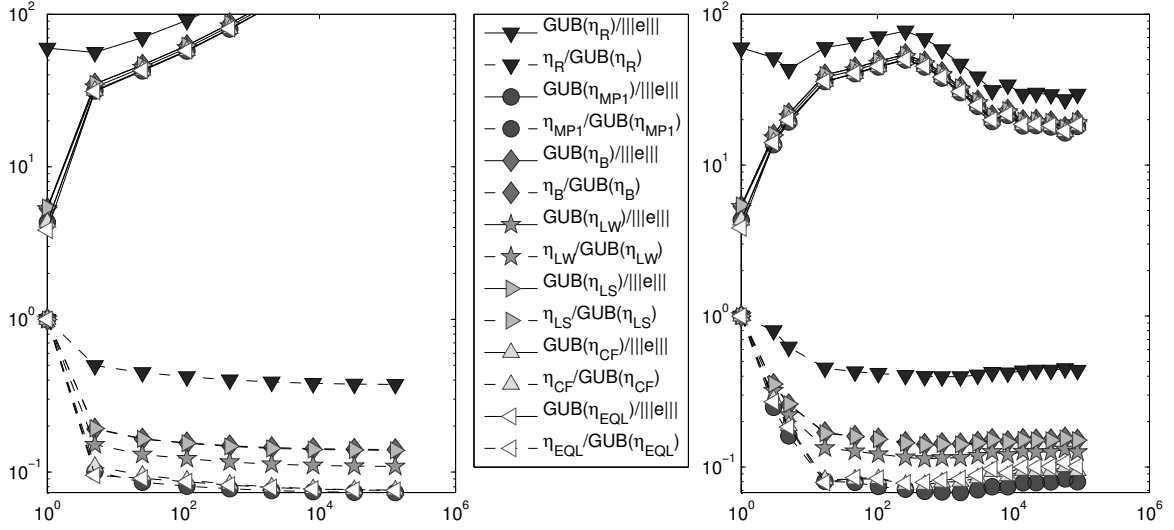 10^2
10^1
10^0
10^-1
10^0
10^2
10^4
10^6
GUB(η_R)/|||e|||
η_R/GUB(η_R)
GUB(η_MP1)/|||e|||
η_MP1/GUB(η_MP1)
GUB(η_B)/|||e|||
η_B/GUB(η_B)
GUB(η_LW)/|||e|||
η_LW/GUB(η_LW)
GUB(η_LS)/|||e|||
η_LS/GUB(η_LS)
GUB(η_CF)/|||e|||
η_CF/GUB(η_CF)
GUB(η_EQL)/|||e|||
η_EQL/GUB(η_EQL)
10^2
10^1
10^0
10^-1
10^0
10^2
10^4
10^6